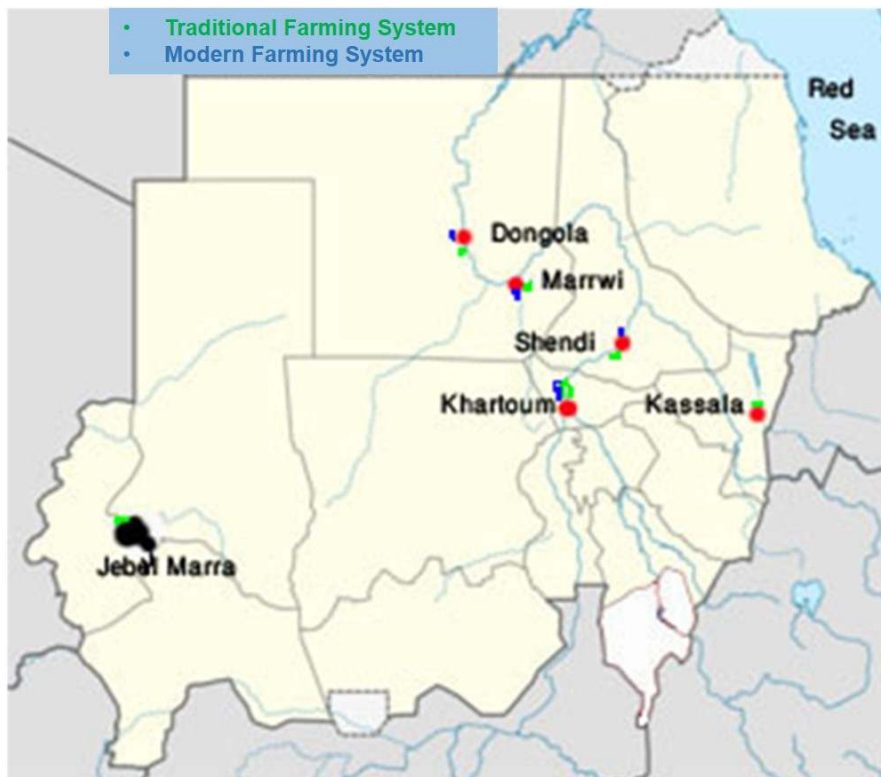 • Traditional Farming System
• Modern Farming System
Red
Sea
Dongola
Marrwi
Shendi
Khartoum
Kassala
Jebel Marra